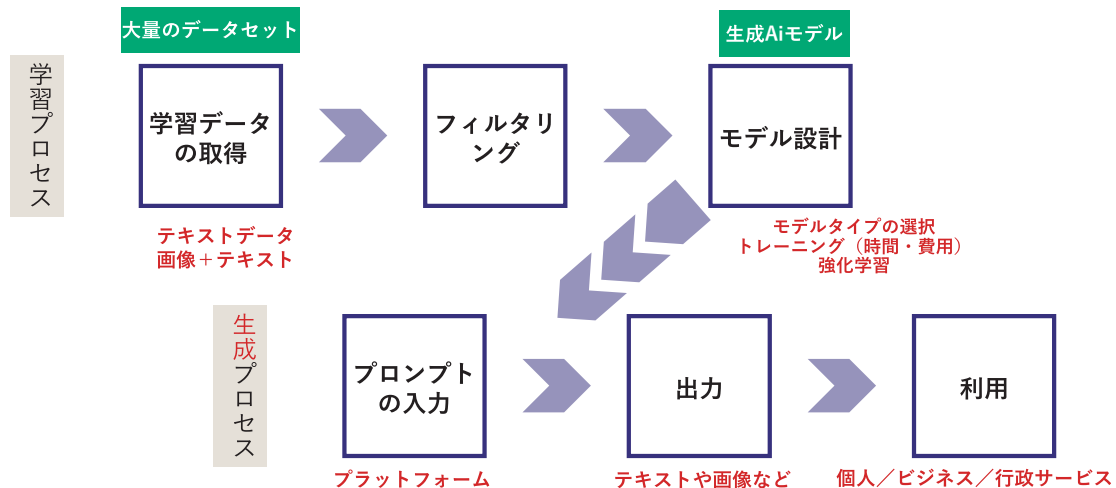 大量のデータセット
生成Aiモデル
学習プロセス
学習データ
の取得
フィルタリ
ング
モデル設計
テキストデータ
画像＋テキスト
モデルタイプの選択
トレーニング（時間・費用）
強化学習
生成プロセス
プロンプト
の入力
出力
利用
プラットフォーム
テキストや画像など
個人／ビジネス／行政サービス